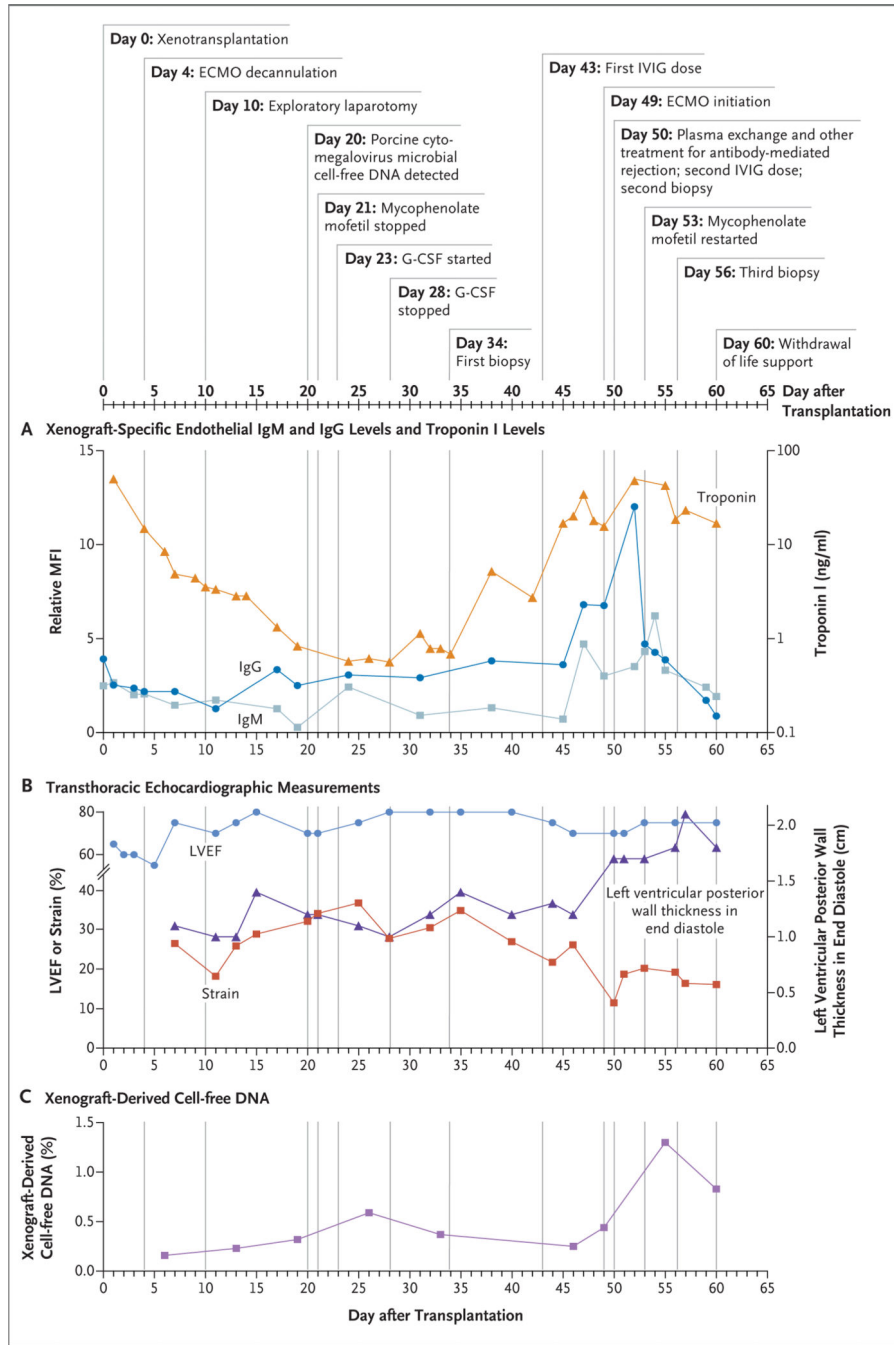 Day 0: Xenotransplantation
Day 4: ECMO decannulation
Day 10: Exploratory laparotomy
Day 20: Porcine cyto-
megalovirus microbial
cell-free DNA detected
Day 21: Mycophenolate
mofetil stopped
Day 23: G-CSF started
Day 28: G-CSF
stopped
Day 34:
First biopsy
Day 43: First IVIG dose
Day 49: ECMO initiation
Day 50: Plasma exchange and other
treatment for antibody-mediated
rejection; second IVIG dose;
second biopsy
Day 53: Mycophenolate
mofetil restarted
Day 56: Third biopsy
Day 60: Withdrawal
of life support
0 5 10 15 20 25 30 35 40 45 50 55 60 65
Day after
Transplantation
A Xenograft-Specific Endothelial IgM and IgG Levels and Troponin I Levels
Relative MFI
15
10
5
0
Troponin
IgG
IgM
100
10
1
0.1
Troponin I (ng/ml)
0 5 10 15 20 25 30 35 40 45 50 55 60 65
B Transthoracic Echocardiographic Measurements
LVEF or Strain (%)
80
60
40
30
20
10
0
LVEF
Left ventricular posterior
wall thickness in
end diastole
Strain
2.0
1.5
1.0
0.5
0.0
Left Ventricular Posterior Wall
Thickness in End Diastole (cm)
0 5 10 15 20 25 30 35 40 45 50 55 60 65
C Xenograft-Derived Cell-free DNA
Xenograft-Derived
Cell-free DNA (%)
1.5
1.0
0.5
0.0
0 5 10 15 20 25 30 35 40 45 50 55 60 65
Day after Transplantation